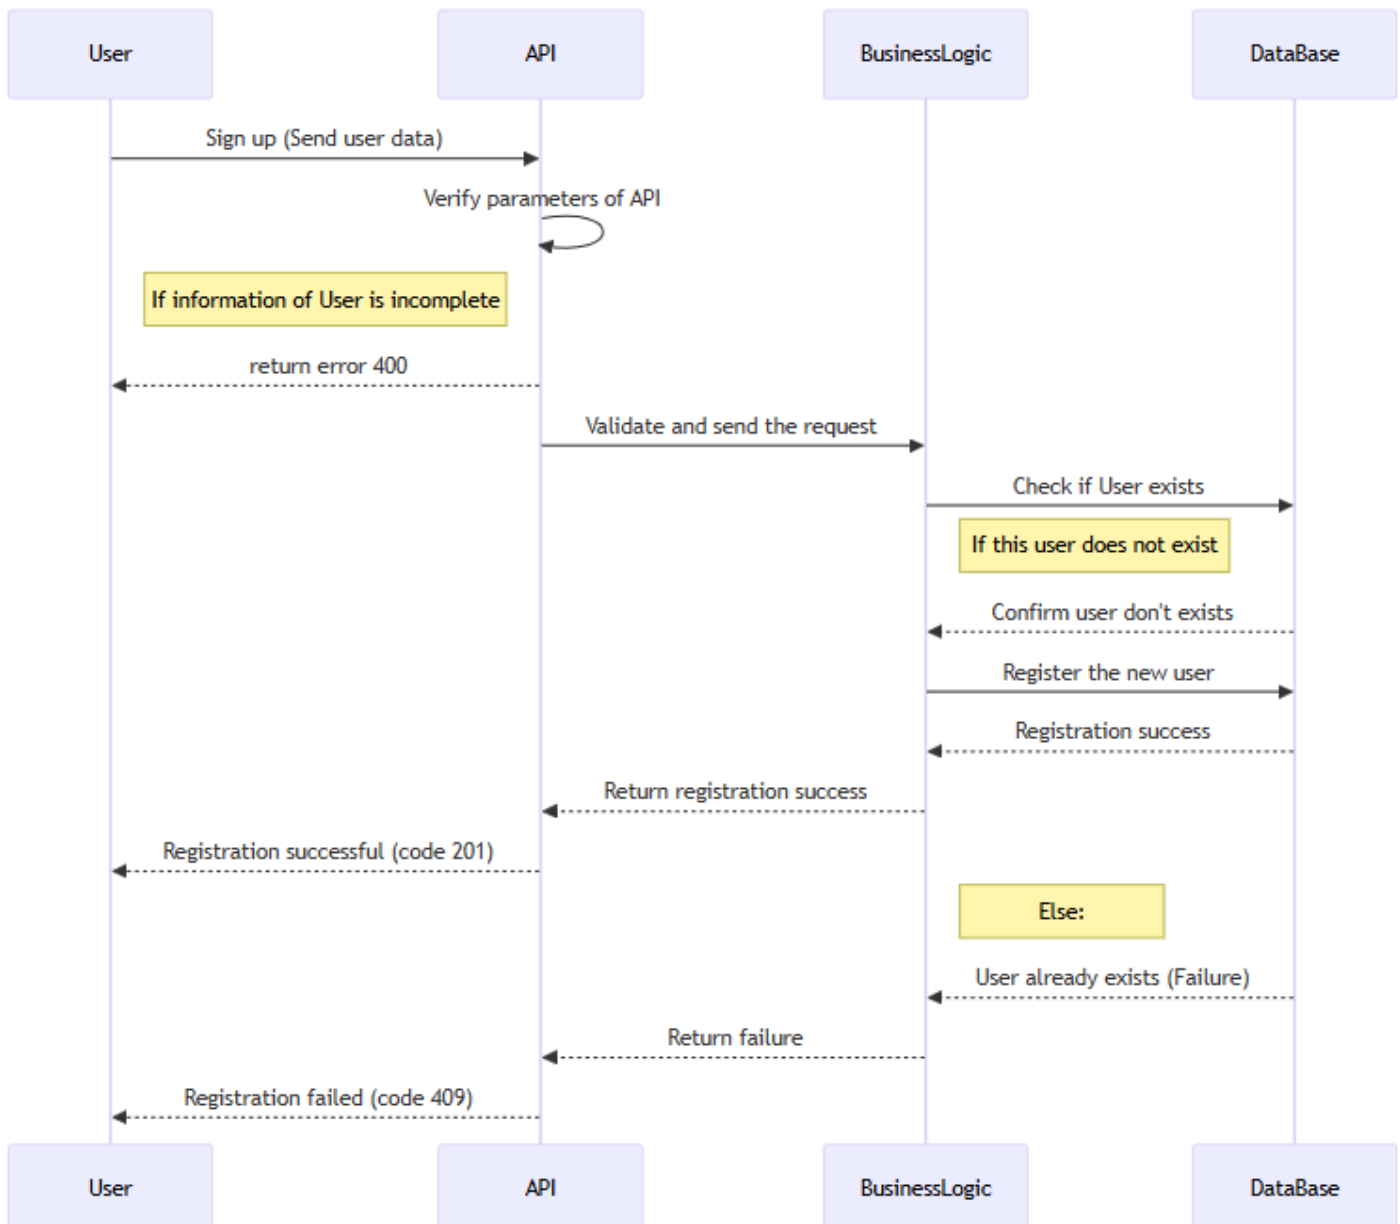 User
API
BusinessLogic
DataBase
Sign up (Send user data)
Verify parameters of API
If information of User is incomplete
return error 400
Validate and send the request
Check if User exists
If this user does not exist
Confirm user don't exists
Register the new user
Registration success
Return registration success
Registration successful (code 201)
Else:
User already exists (Failure)
Return failure
Registration failed (code 409)
User
API
BusinessLogic
DataBase